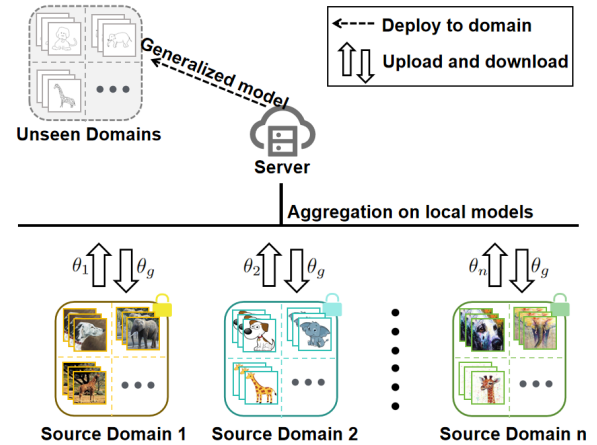 Deploy to domain
Upload and download
Generalized model
Unseen Domains
Server
Aggregation on local models
θ1 θg θ2 θg θn θg
Source Domain 1 Source Domain 2 Source Domain n